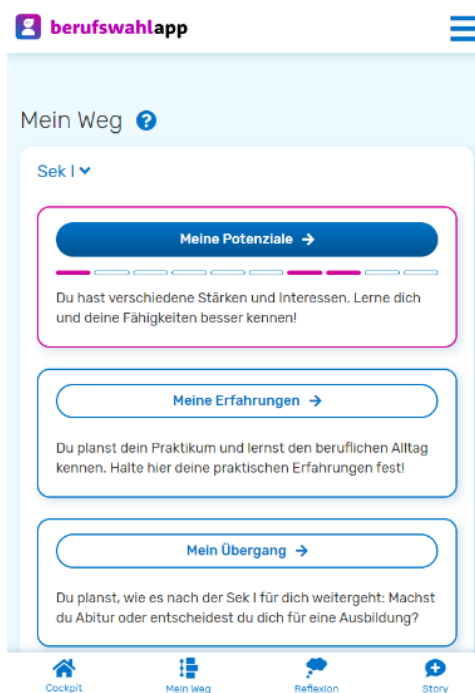 berufswahlapp
Mein Weg ?
Sek I
Meine Potenziale →
Du hast verschiedene Stärken und Interessen. Lerne dich
und deine Fähigkeiten besser kennen!
Meine Erfahrungen →
Du planst dein Praktikum und lernst den beruflichen Alltag
kennen. Halte hier deine praktischen Erfahrungen fest!
Mein Übergang →
Du planst, wie es nach der Sek I für dich weitergeht: Machst
du Abitur oder entscheidest du dich für eine Ausbildung?
Cockpit Mein Weg Reflexion Story